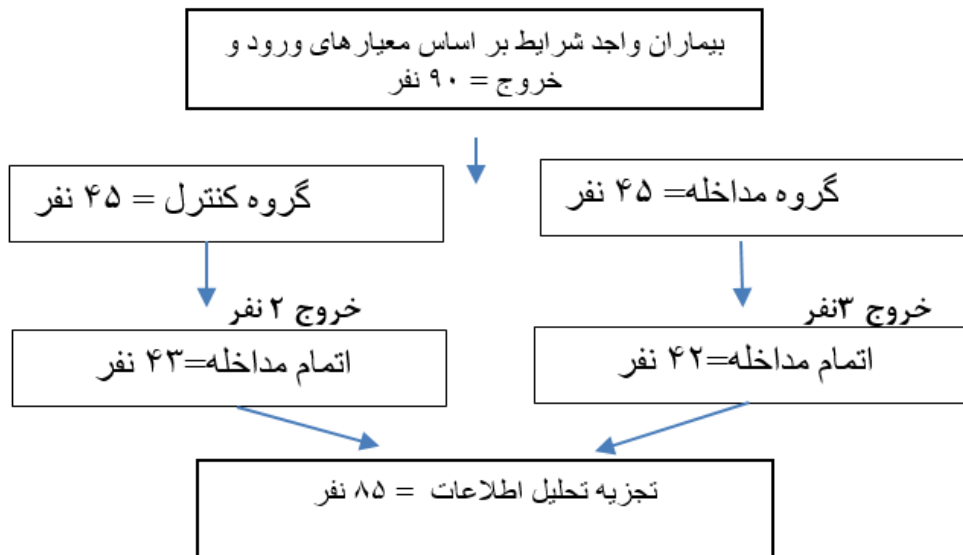 بیماران واجد شرایط بر اساس معیارهای ورود و
خروج = ۹۰ نفر
گروه مداخله= ۴۵ نفر
گروه کنترل = ۴۵ نفر
خروج ۳نفر
خروج ۲ نفر
اتمام مداخله=۴۲ نفر
اتمام مداخله=۴۳ نفر
تجزیه تحلیل اطلاعات = ۸۵ نفر